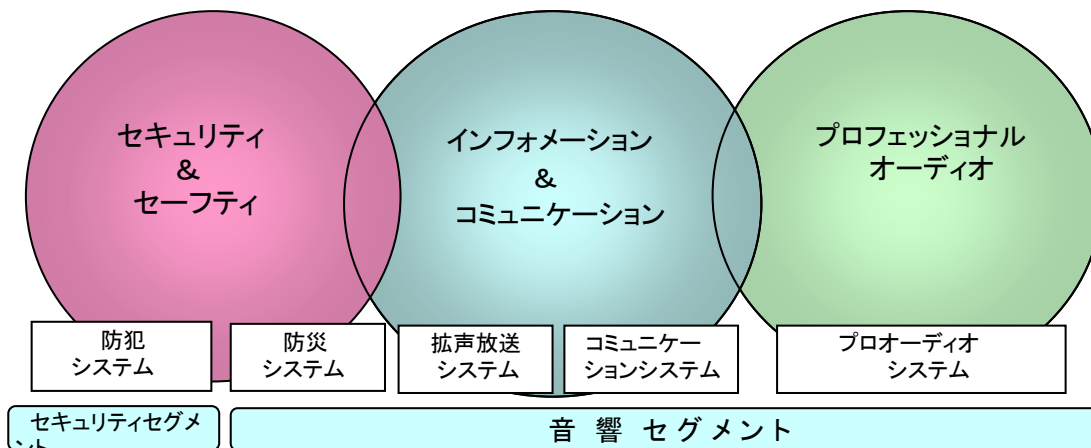 セキュリティ
&
セーフティ
インフォメーション
&
コミュニケーション
プロフェッショナル
オーディオ
防犯
システム
防災
システム
拡声放送
システム
コミュニケー
ションシステム
プロオーディオ
システム
セキュリティセグメ
ント
音 響 セグメント